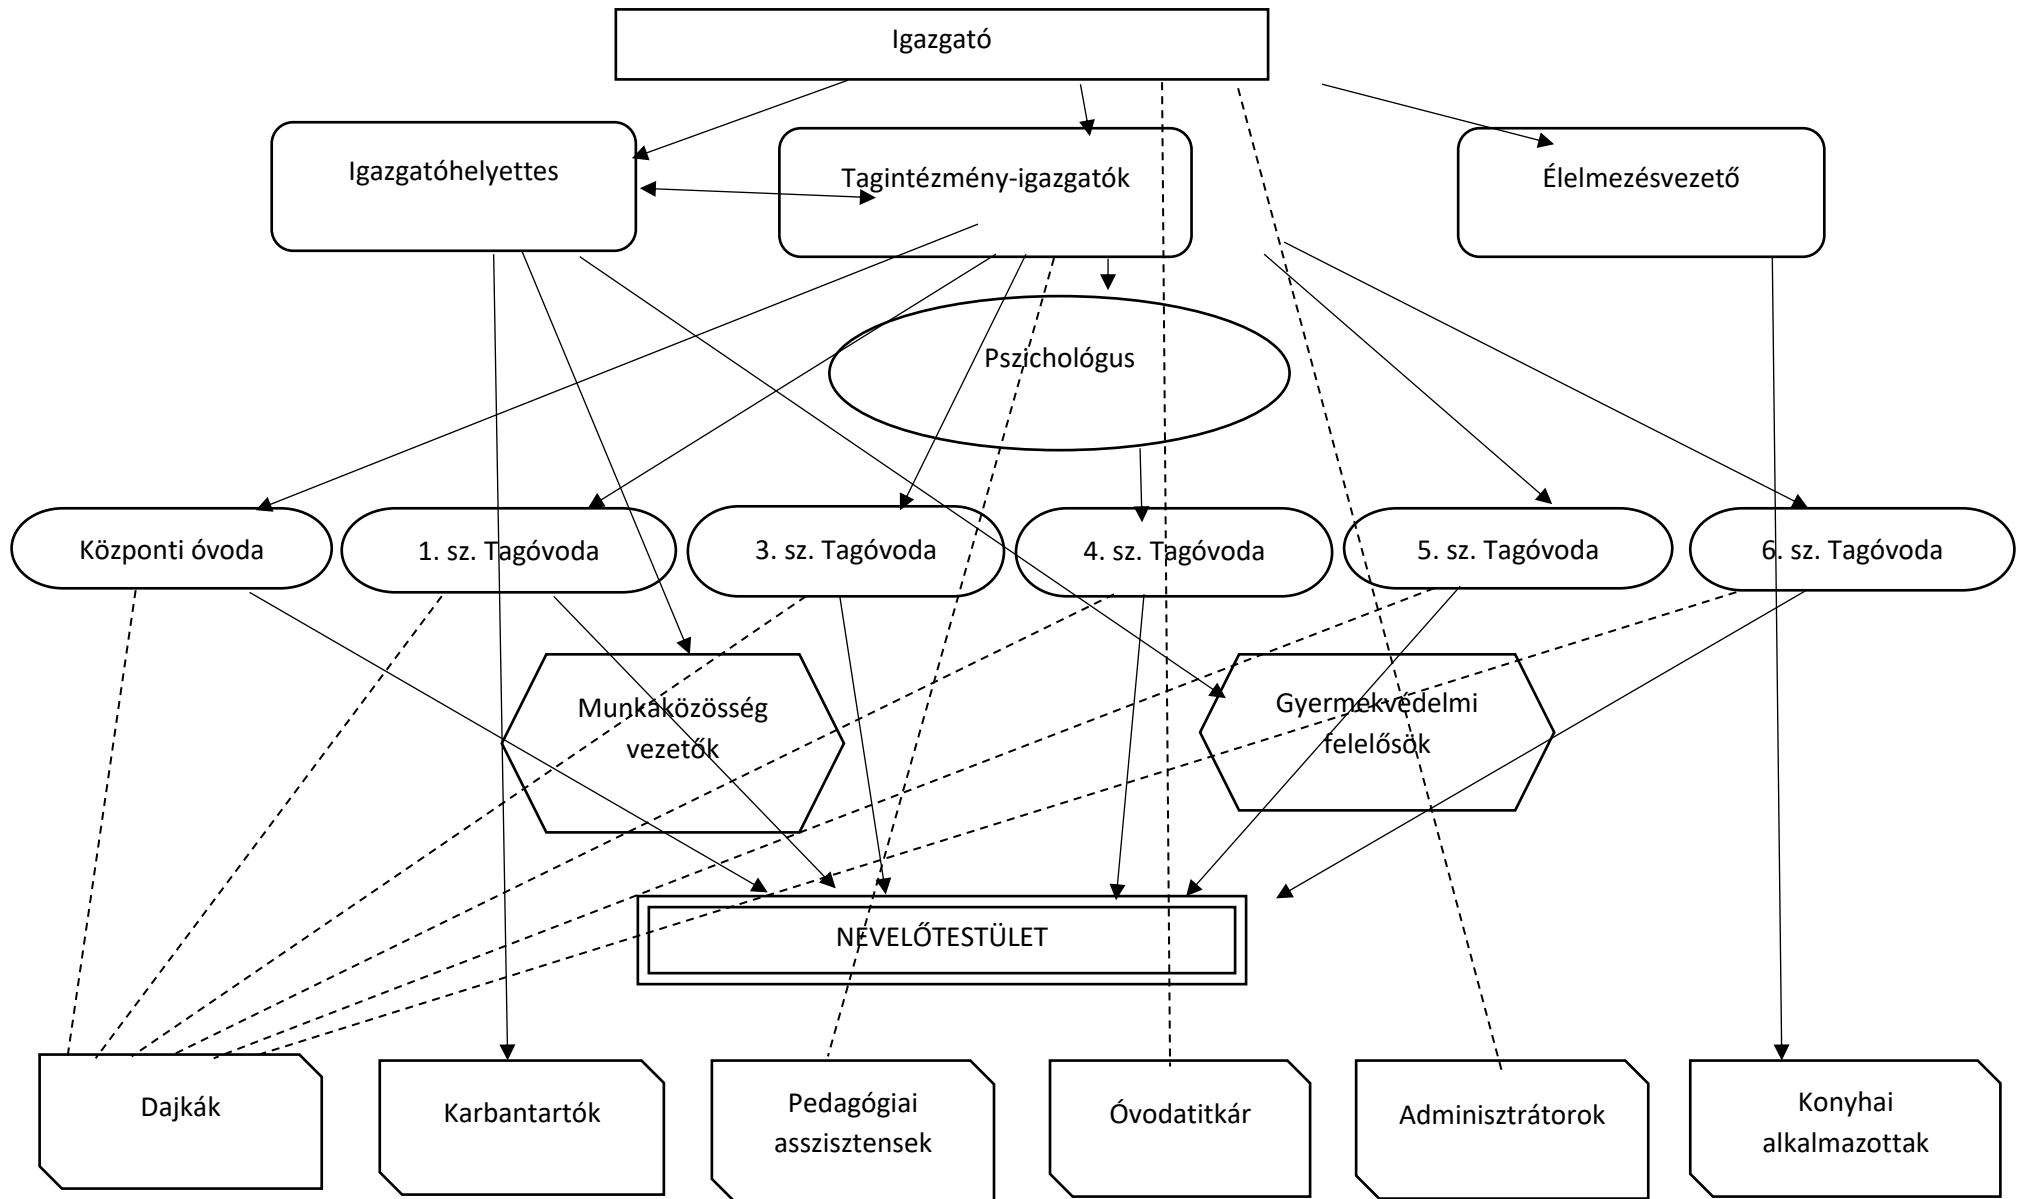 Igazgató
Igazgatóhelyettes
Tagintézmény-igazgatók
Élelmezésvezető
Pszichológus
Központi óvoda
1. sz. Tagóvoda
3. sz. Tagóvoda
4. sz. Tagóvoda
5. sz. Tagóvoda
6. sz. Tagóvoda
Munkaközösség
vezetők
Gyermekvédelmi
felelősök
NEVELŐTESTÜLET
Dajkák
Karbantartók
Pedagógiai
asszisztensek
Óvodatitkár
Adminisztrátorok
Konyhai
alkalmazottak